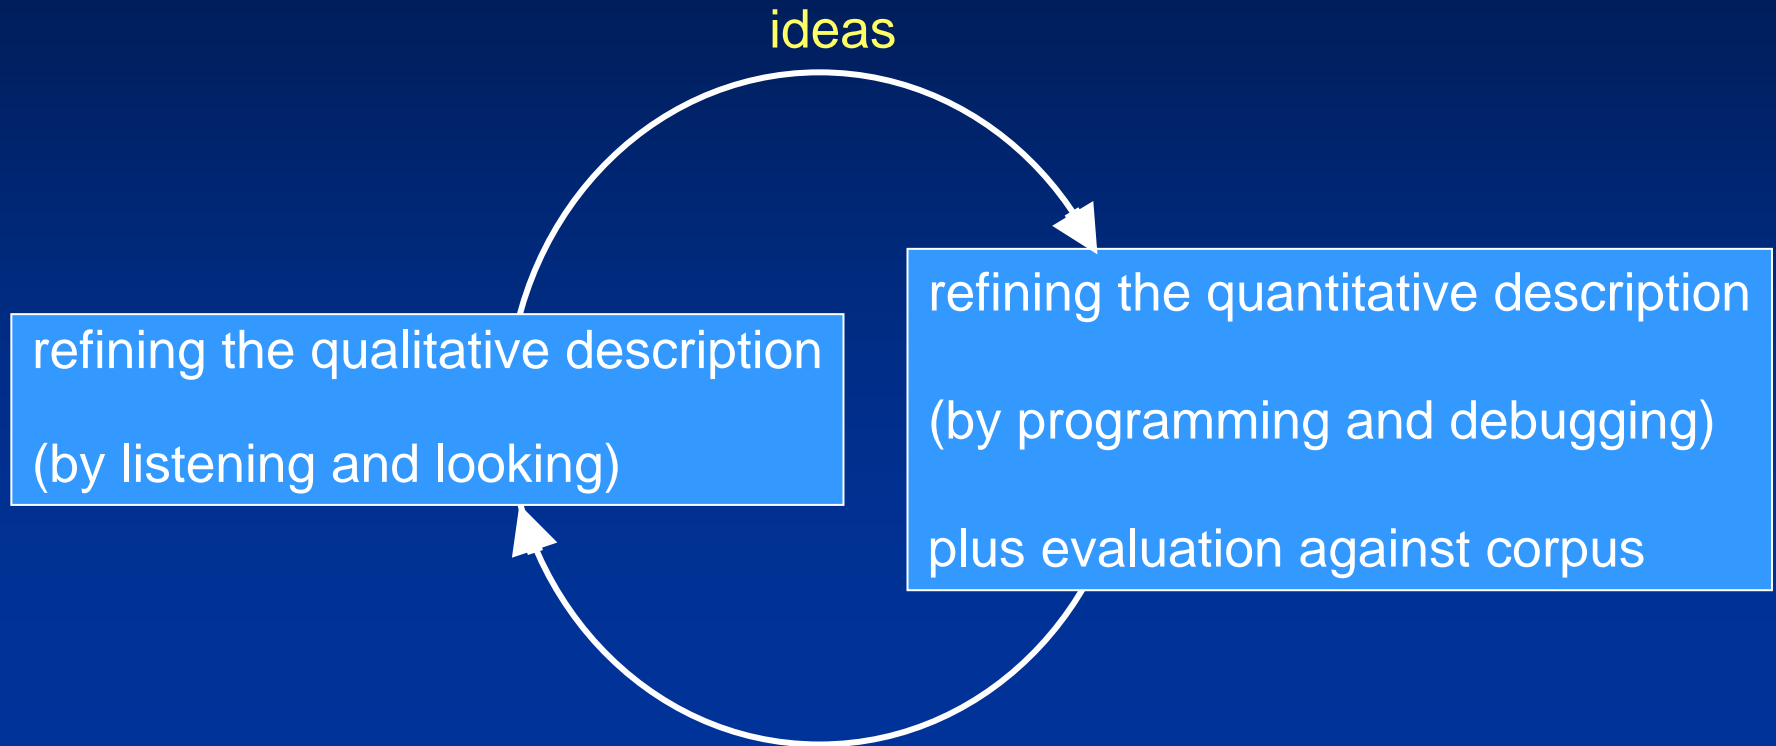 ideas
refining the qualitative description
(by listening and looking)
refining the quantitative description
(by programming and debugging)
plus evaluation against corpus